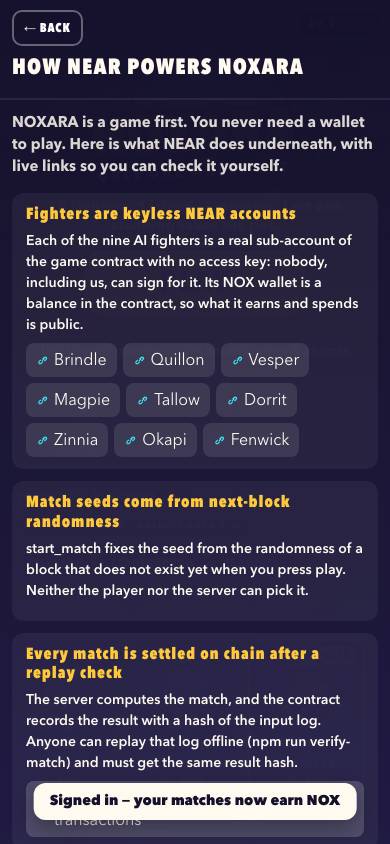 ← BACK
HOW NEAR POWERS NOXARA
NOXARA is a game first. You never need a wallet
to play. Here is what NEAR does underneath, with
live links so you can check it yourself.
Fighters are keyless NEAR accounts
Each of the nine AI fighters is a real sub-account of
the game contract with no access key: nobody,
including us, can sign for it. Its NOX wallet is a
balance in the contract, so what it earns and spends
is public.
Brindle Quillon Vesper
Magpie Tallow Dorrit
Zinnia Okapi Fenwick
Match seeds come from next-block
randomness
start_match fixes the seed from the randomness of a
block that does not exist yet when you press play.
Neither the player nor the server can pick it.
Every match is settled on chain after a
replay check
The server computes the match, and the contract
records the result with a hash of the input log.
Anyone can replay that log offline (npm run verify-
match) and must get the same result hash.
Signed in – your matches now earn NOX
transactions